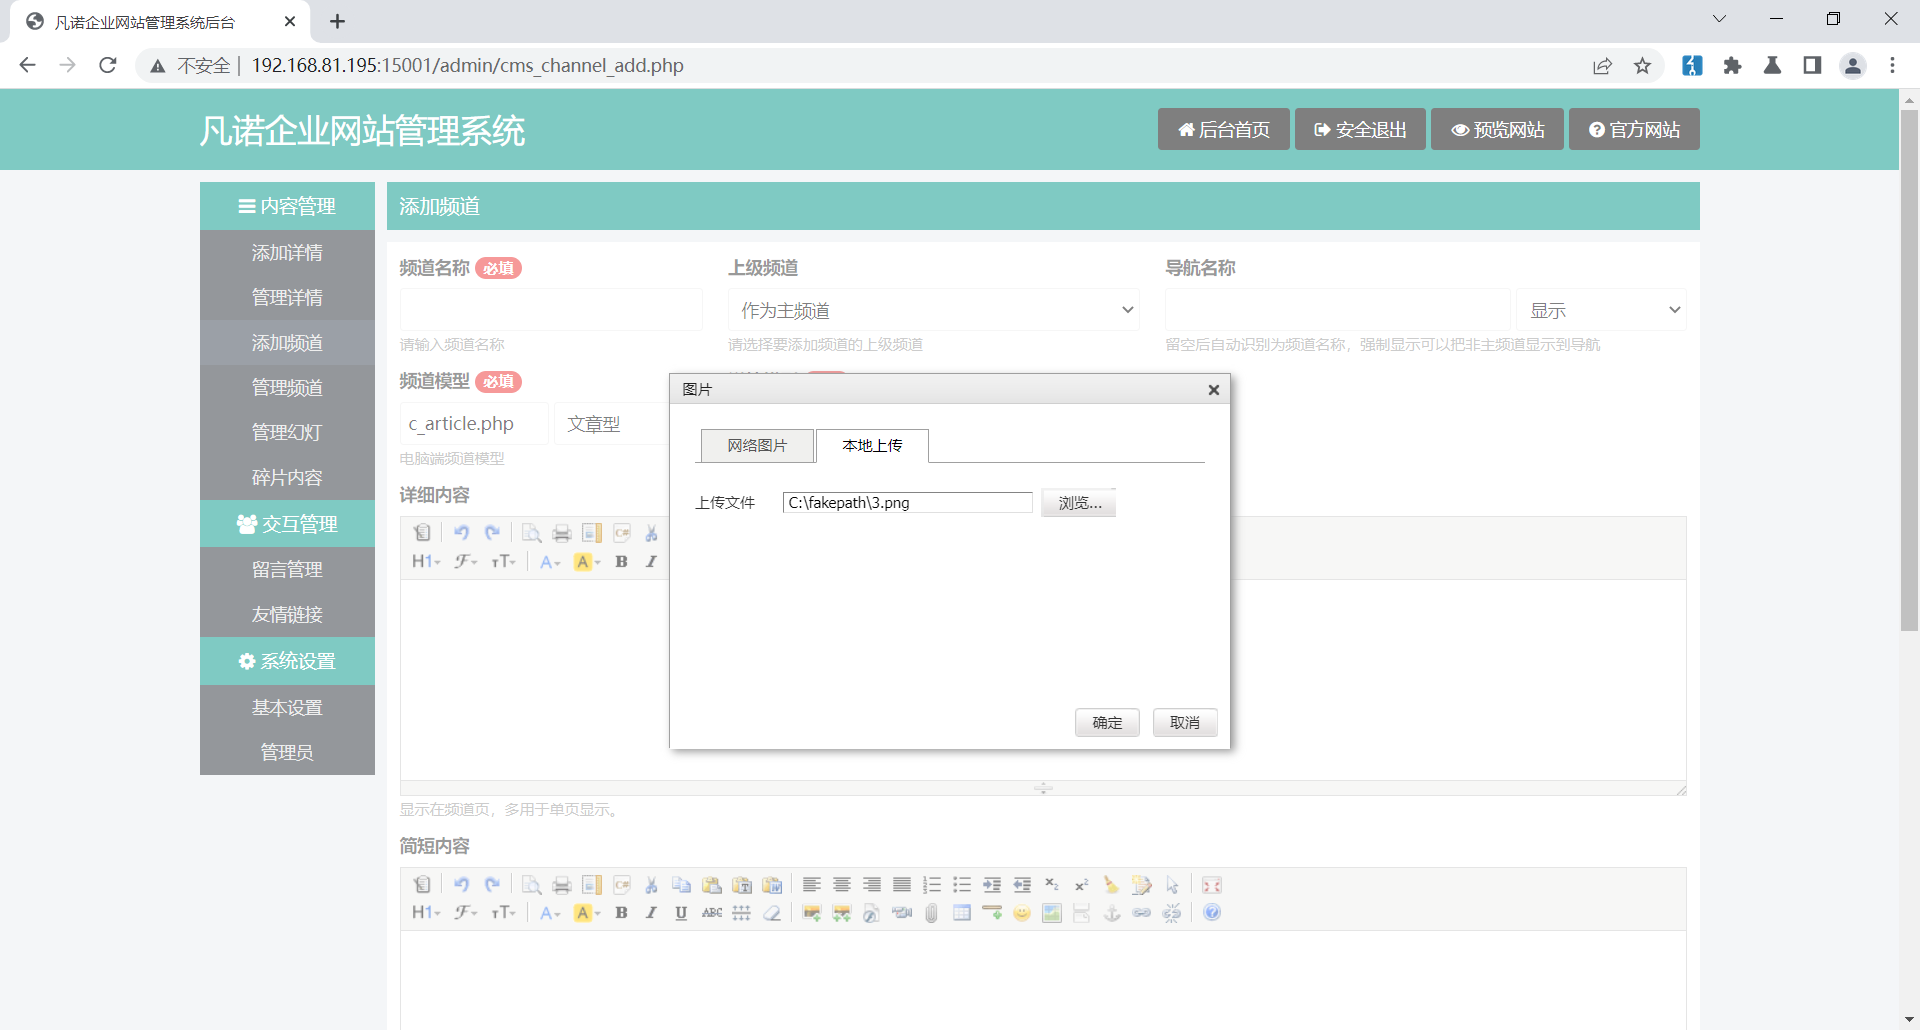 凡诺企业网站管理系统后台
不安全 | 192.168.81.195:15001/admin/cms_channel_add.php
凡诺企业网站管理系统
后台首页
安全退出
预览网站
官方网站
内容管理
添加详情
管理详情
添加频道
管理频道
管理幻灯
碎片内容
交互管理
留言管理
友情链接
系统设置
基本设置
管理员
添加频道
频道名称 必填
上级频道
导航名称
作为主频道
显示
请输入频道名称
请选择要添加频道的上级频道
留空后自动识别为频道名称，强制显示可以把非主频道显示到导航
频道模型 必填
c_article.php
文章型
电脑端频道模型
图片
网络图片
本地上传
上传文件
C:\fakepath\3.png
浏览...
确定
取消
详细内容
H1
F
TT
A
A
B
I
显示在频道页，多用于单页显示。
简短内容
H1
F
TT
A
A
B
I
U
ABC